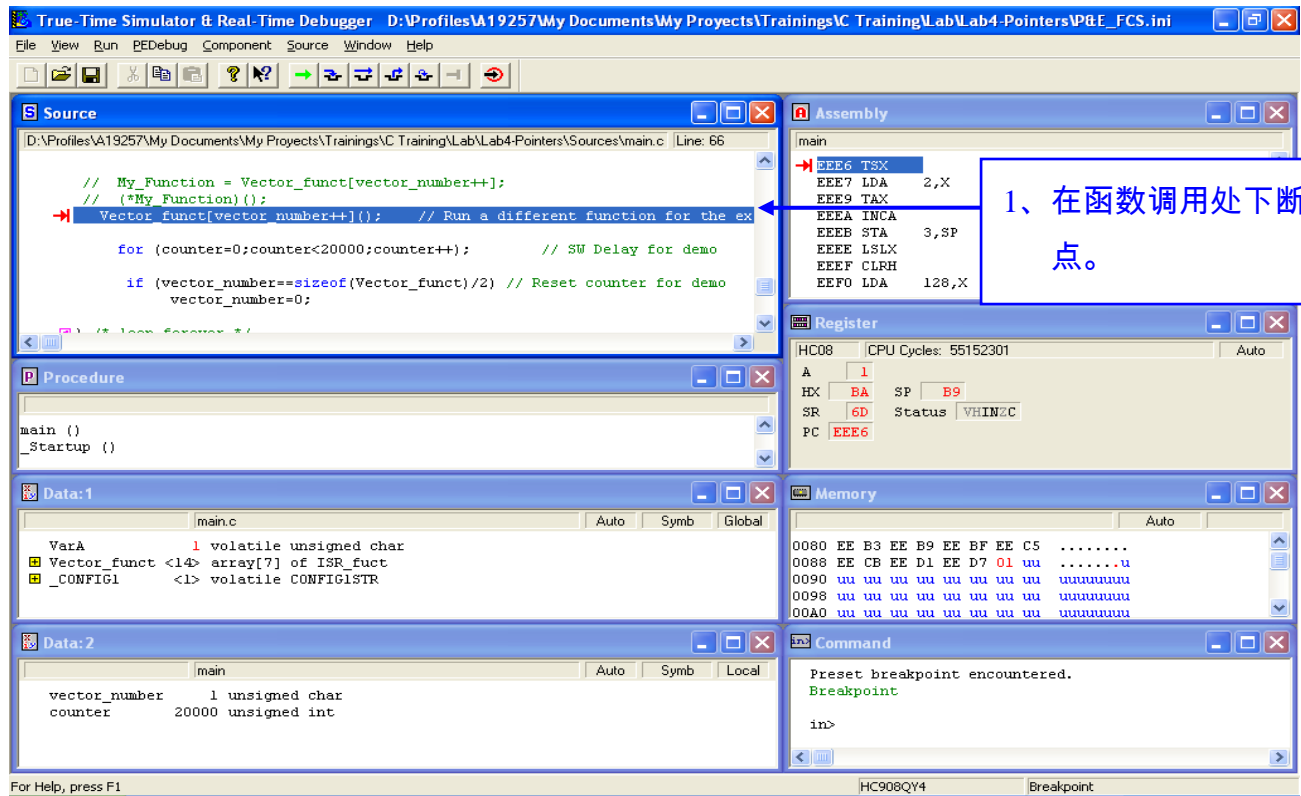 True-Time Simulator & Real-Time Debugger D:\Profiles\A19257\My Documents\My Proyects\Trainings\C Training\Lab\Lab4-Pointers\P&E_FCS.ini
File View Run PEDebug Component Source Window Help
Source
D:\Profiles\A19257\My Documents\My Proyects\Trainings\C Training\Lab\Lab4-Pointers\Sources\main.c Line: 66
// My_Function = Vector_funct[vector_number++];
// (*My_Function)();
Vector_funct[vector_number++](); // Run a different function for the ex
for (counter=0;counter<20000;counter++); // SW Delay for demo
if (vector_number==sizeof(Vector_funct)/2) // Reset counter for demo
vector_number=0;
} /* loop forever */
Assembly
main
EEE6 TSX
EEE7 LDA 2,X
EEE9 TAX
EEEA INCA
EEEB STA 3,SP
EEEE LSLX
EEEF CLRH
EEF0 LDA 128,X
1、在函数调用处下断
点。
Register
HC08 CPU Cycles: 55152301 Auto
A 1
HX BA SP B9
SR 6D Status VHINZC
PC EEE6
Procedure
main ()
_Startup ()
Data:1
main.c Auto Symb Global
VarA 1 volatile unsigned char
Vector_funct <14> array[7] of ISR_fuct
_CONFIG1 <1> volatile CONFIG1STR
Memory
Auto
0080 EE B3 EE B9 EE BF EE C5 ........
0088 EE CB EE D1 EE D7 01 uu .......u
0090 uu uu uu uu uu uu uu uu uuuuuuuu
0098 uu uu uu uu uu uu uu uu uuuuuuuu
00A0 uu uu uu uu uu uu uu uu uuuuuuuu
Data:2
main Auto Symb Local
vector_number 1 unsigned char
counter 20000 unsigned int
Command
Preset breakpoint encountered.
Breakpoint
in>
For Help, press F1 HC908QY4 Breakpoint